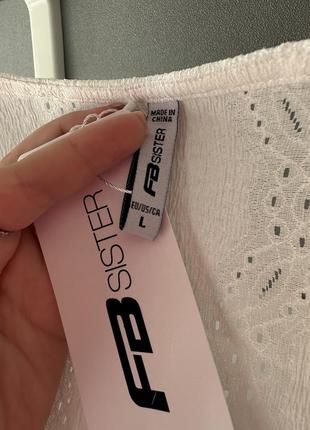 MADE IN
CHINA
FB SISTER
EU/US/CA
L
FB SISTER